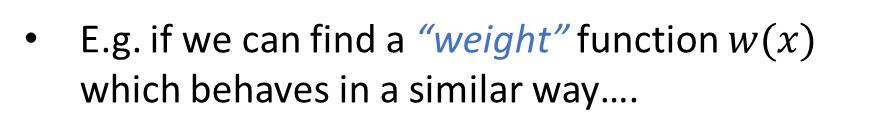 • E.g. if we can find a “weight” function w(x)
which behaves in a similar way….